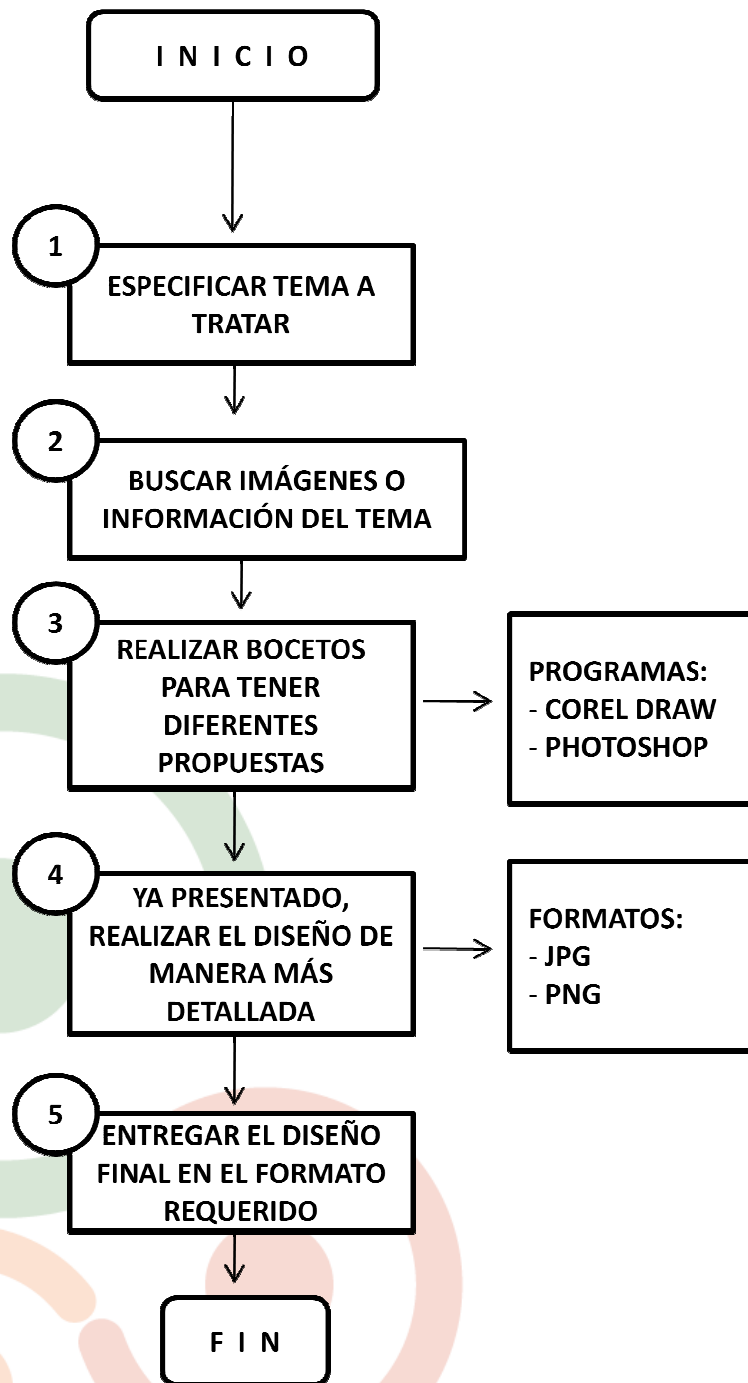 I N I C I O
1
ESPECIFICAR TEMA A
TRATAR
2
BUSCAR IMÁGENES O
INFORMACIÓN DEL TEMA
3
REALIZAR BOCETOS
PARA TENER
DIFERENTES
PROPUESTAS
PROGRAMAS:
- COREL DRAW
- PHOTOSHOP
4
YA PRESENTADO,
REALIZAR EL DISEÑO DE
MANERA MÁS
DETALLADA
FORMATOS:
- JPG
- PNG
5
ENTREGAR EL DISEÑO
FINAL EN EL FORMATO
REQUERIDO
F I N